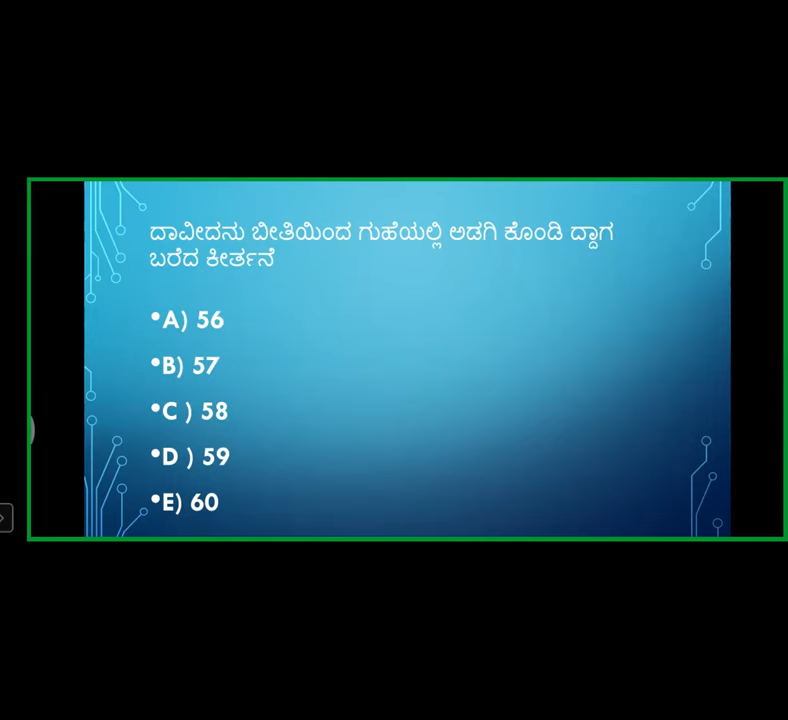 ದಾವೀದನು ಬೀತಿಯಿಂದ ಗುಹೆಯಲ್ಲಿ ಅಡಗಿ ಕೊಂಡಿ ದ್ದಾಗ
ಬರೆದ ಕೀರ್ತನೆ
•A) 56
•B) 57
•C ) 58
•D ) 59
•E) 60